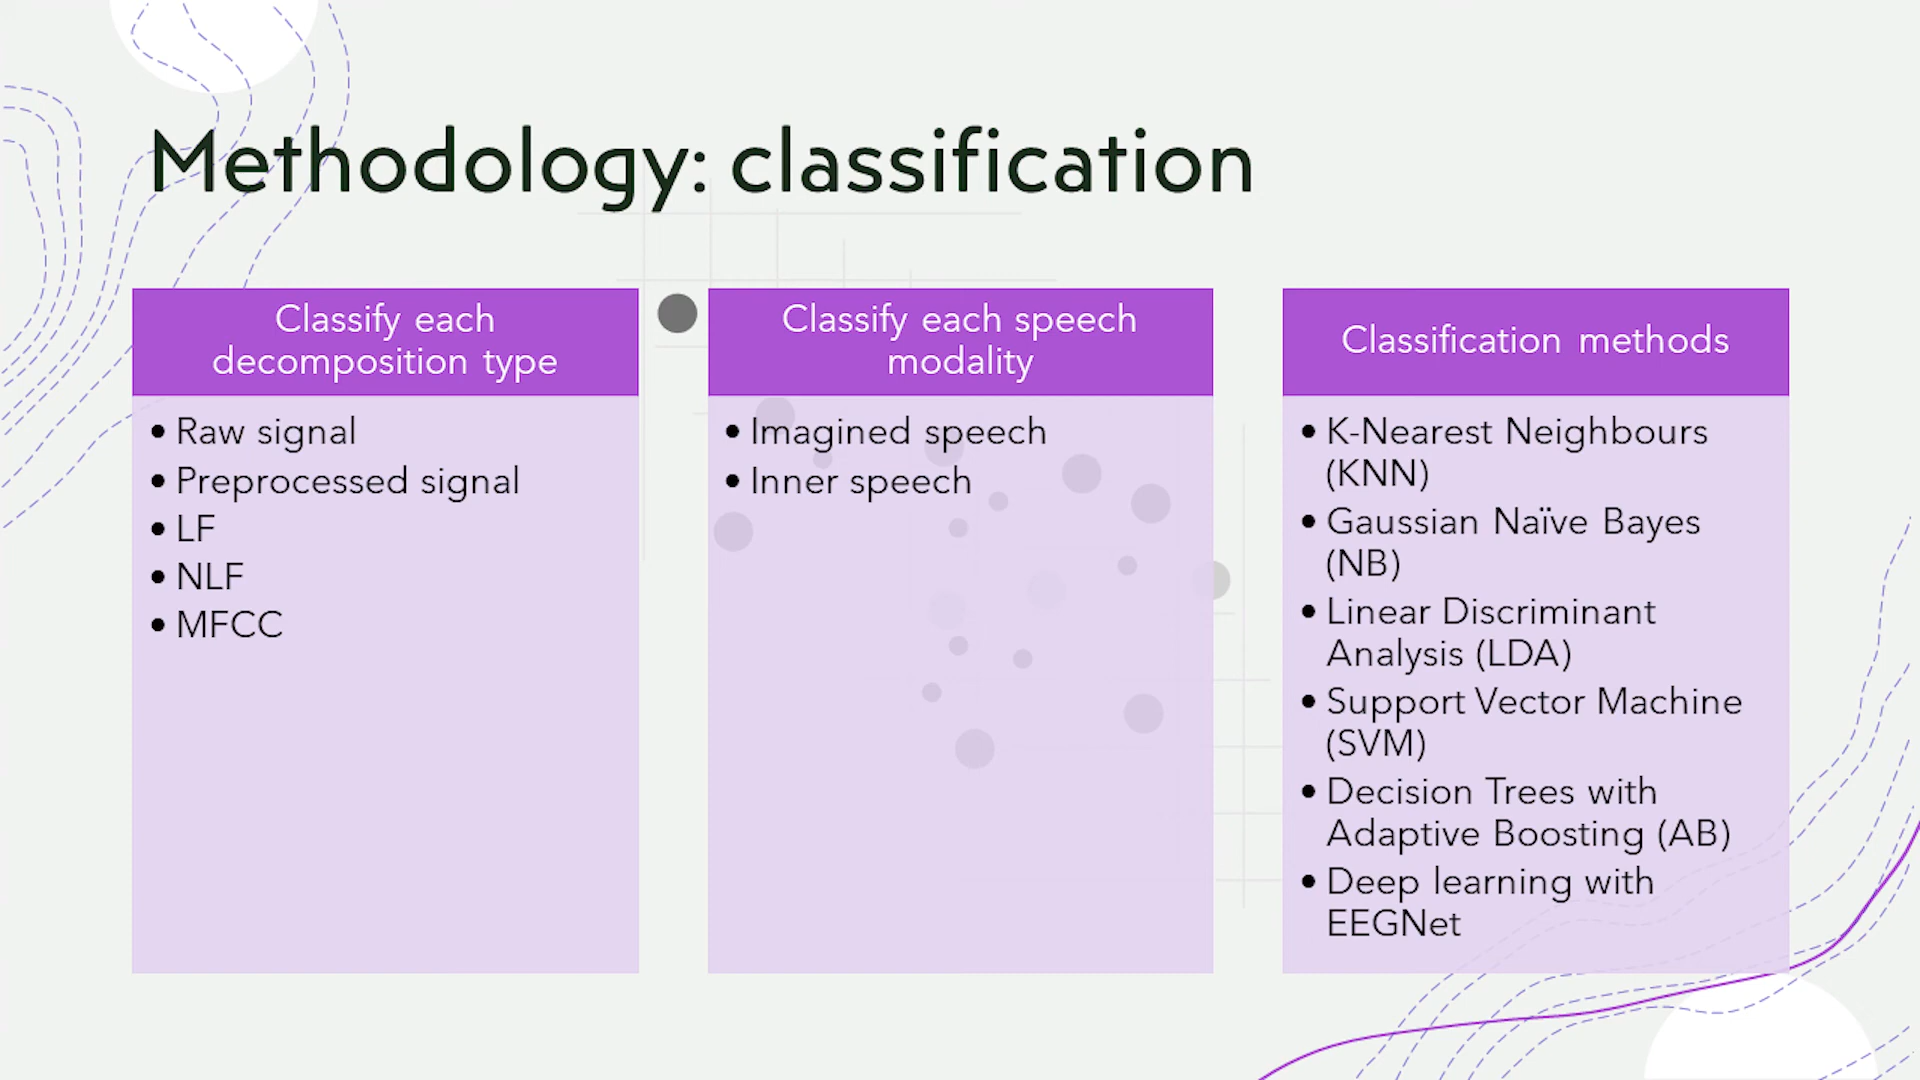 Methodology: classification
Classify each
decomposition type
• Raw signal
• Preprocessed signal
• LF
• NLF
• MFCC
Classify each speech
modality
• Imagined speech
• Inner speech
Classification methods
• K-Nearest Neighbours
(KNN)
• Gaussian Naïve Bayes
(NB)
• Linear Discriminant
Analysis (LDA)
• Support Vector Machine
(SVM)
• Decision Trees with
Adaptive Boosting (AB)
• Deep learning with
EEGNet